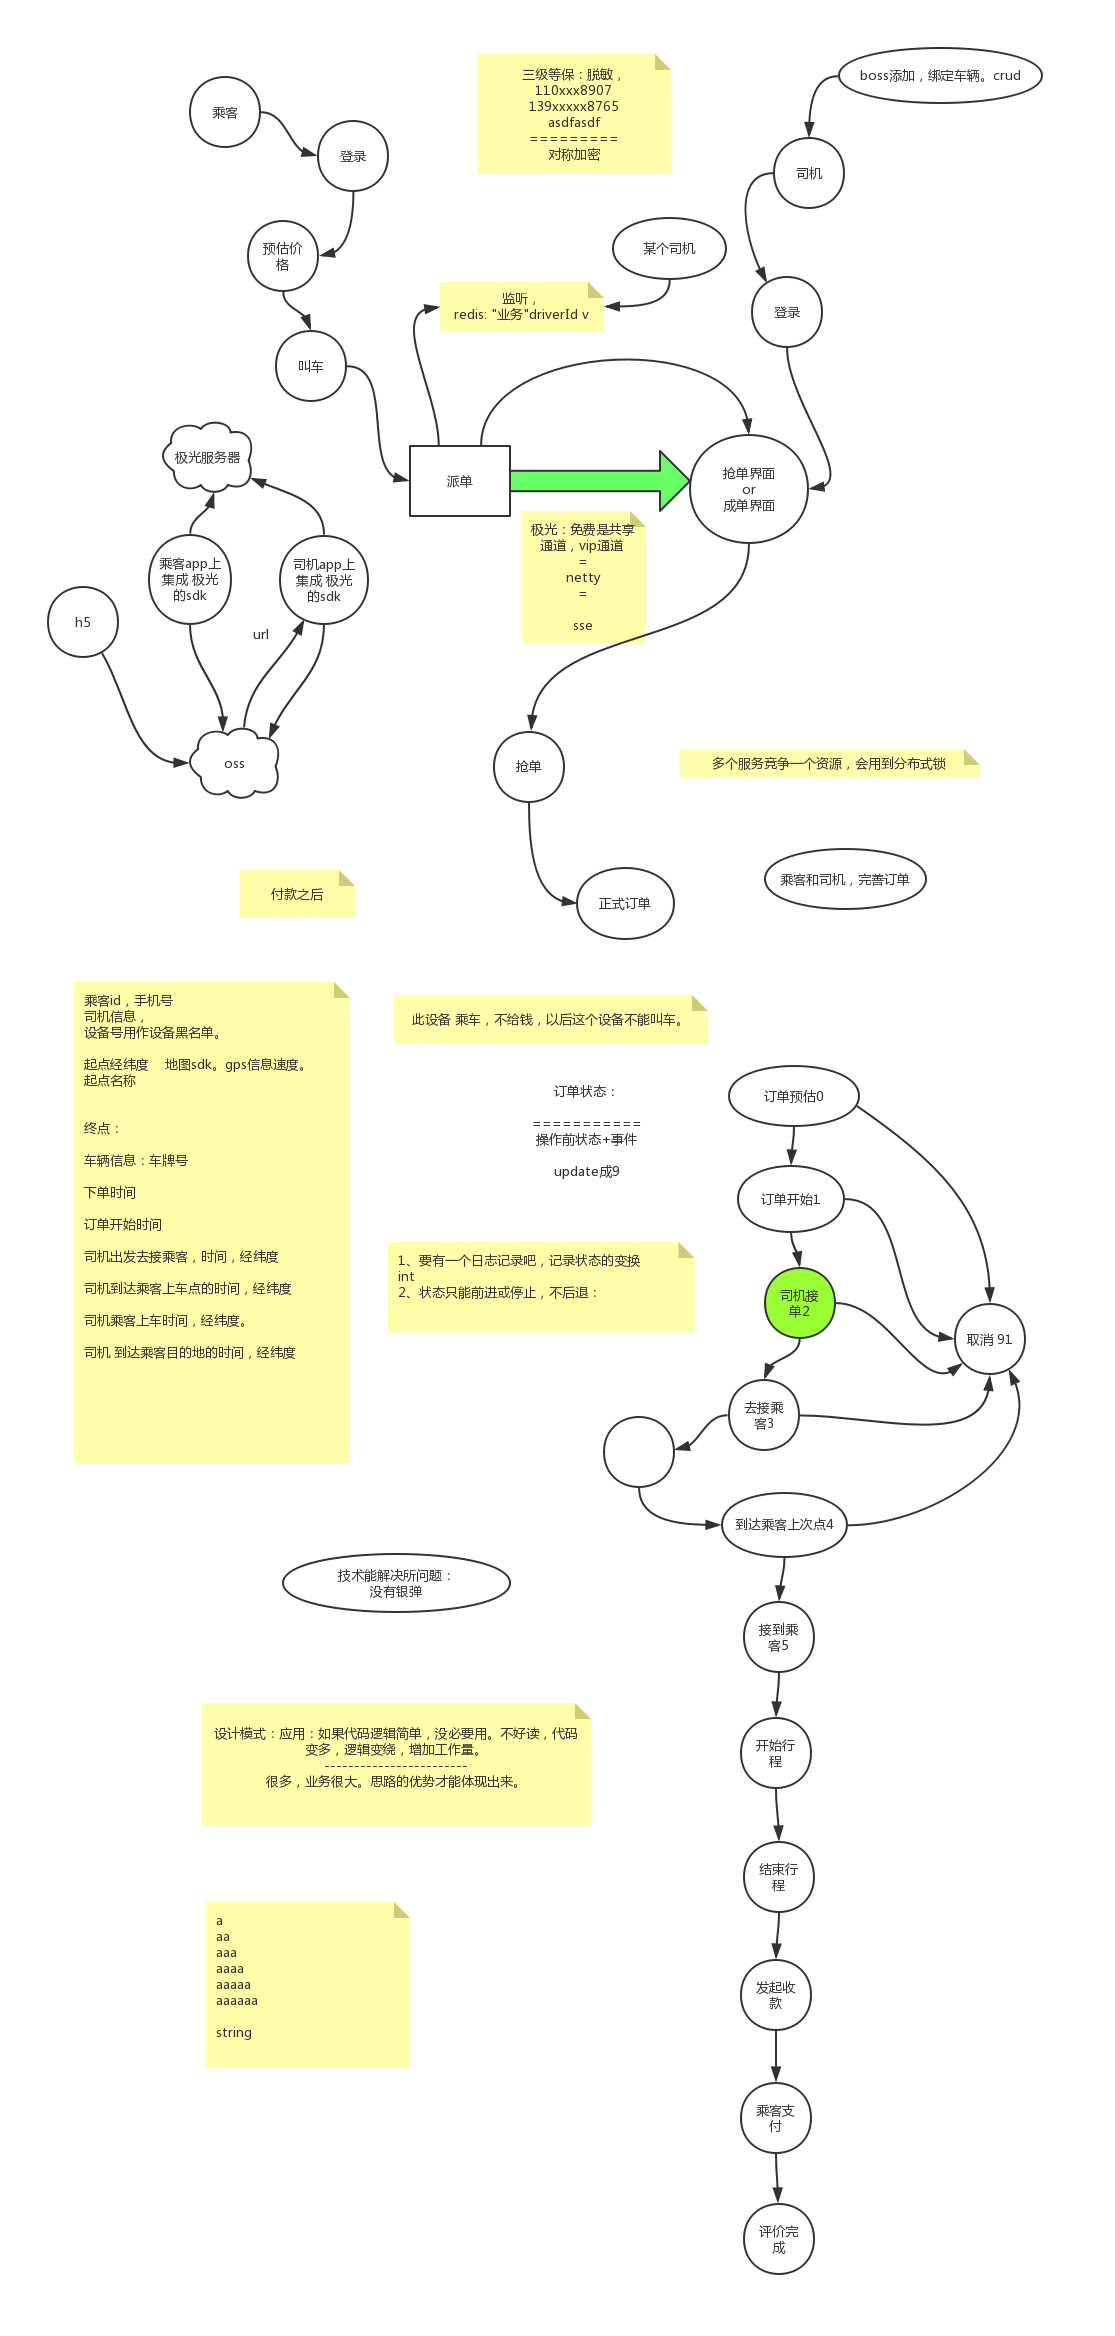 boss添加，绑定车辆。crud
三级等保：脱敏，
110xxx8907
139xxxxx8765
asdfasdf
=========
对称加密
乘客
登录
司机
预估价
格
某个司机
监听，
redis: "业务"driverId v
登录
叫车
极光服务器
派单
抢单界面
or
成单界面
极光：免费是共享
通道，vip通道
=
netty
=
sse
乘客app上
集成 极光
的sdk
司机app上
集成 极光
的sdk
h5
url
oss
抢单
多个服务竞争一个资源，会用到分布式锁
付款之后
正式订单
乘客和司机，完善订单
乘客id，手机号
司机信息，
设备号用作设备黑名单。
起点经纬度    地图sdk。gps信息速度。
起点名称
终点：
车辆信息：车牌号
下单时间
订单开始时间
司机出发去接乘客，时间，经纬度
司机到达乘客上车点的时间，经纬度
司机乘客上车时间，经纬度。
司机 到达乘客目的地的时间，经纬度
此设备 乘车，不给钱，以后这个设备不能叫车。
订单状态：
===========
操作前状态+事件
update成9
1、要有一个日志记录吧，记录状态的变换
int
2、状态只能前进或停止，不后退：
订单预估0
订单开始1
司机接
单2
取消 91
去接乘
客3
到达乘客上次点4
技术能解决所问题：
没有银弹
接到乘
客5
设计模式：应用：如果代码逻辑简单，没必要用。不好读，代码
变多，逻辑变绕，增加工作量。
------------------------
很多，业务很大。思路的优势才能体现出来。
开始行
程
结束行
程
a
aa
aaa
aaaa
aaaaa
aaaaaa
string
发起收
款
乘客支
付
评价完
成